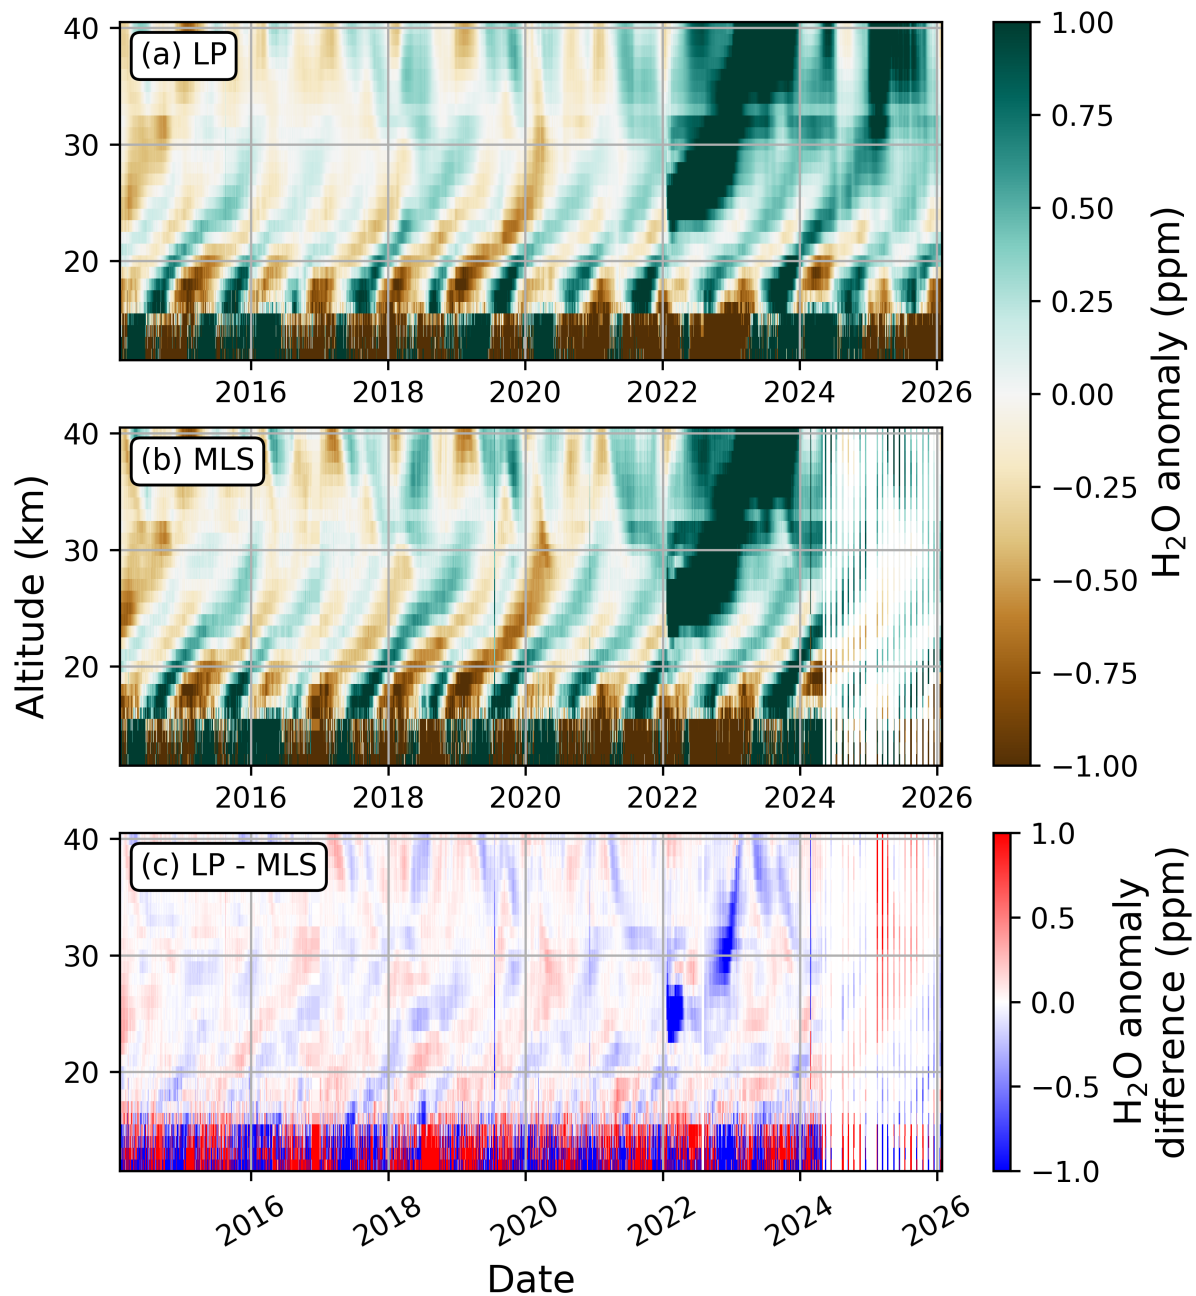 (a) LP
40
30
20
2016 2018 2020 2022 2024 2026
(b) MLS
40
30
20
2016 2018 2020 2022 2024 2026
(c) LP - MLS
40
30
20
2016 2018 2020 2022 2024 2026
Date
Altitude (km)
1.00
0.75
0.50
0.25
0.00
−0.25
−0.50
−0.75
−1.00
H₂O anomaly (ppm)
1.0
0.5
0.0
−0.5
−1.0
H₂O anomaly
difference (ppm)